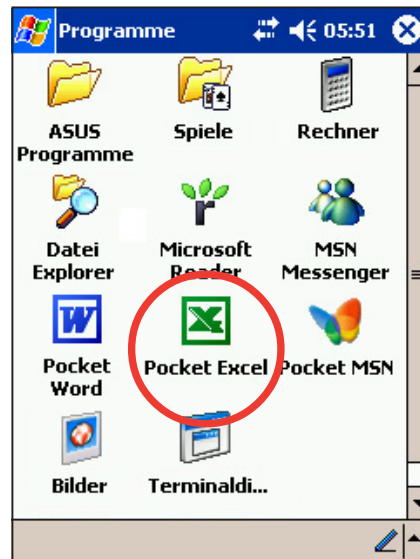 Programme 05:51
ASUS Programme
Spiele
Rechner
Datei Explorer
Microsoft Reader
MSN Messenger
Pocket Word
Pocket Excel
Pocket MSN
Bilder
Terminaldi...